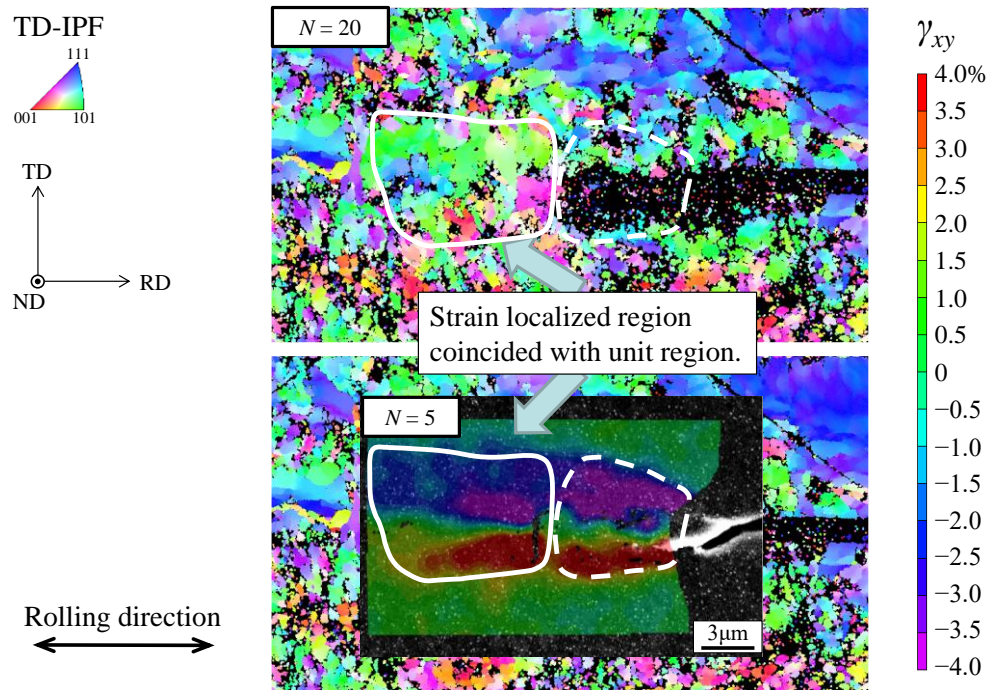 TD-IPF
111
001
101
TD
ND
RD
Rolling direction
N = 20
Strain localized region
coincided with unit region.
N = 5
3μm
γxy
4.0%
3.5
3.0
2.5
2.0
1.5
1.0
0.5
0
−0.5
−1.0
−1.5
−2.0
−2.5
−3.0
−3.5
−4.0